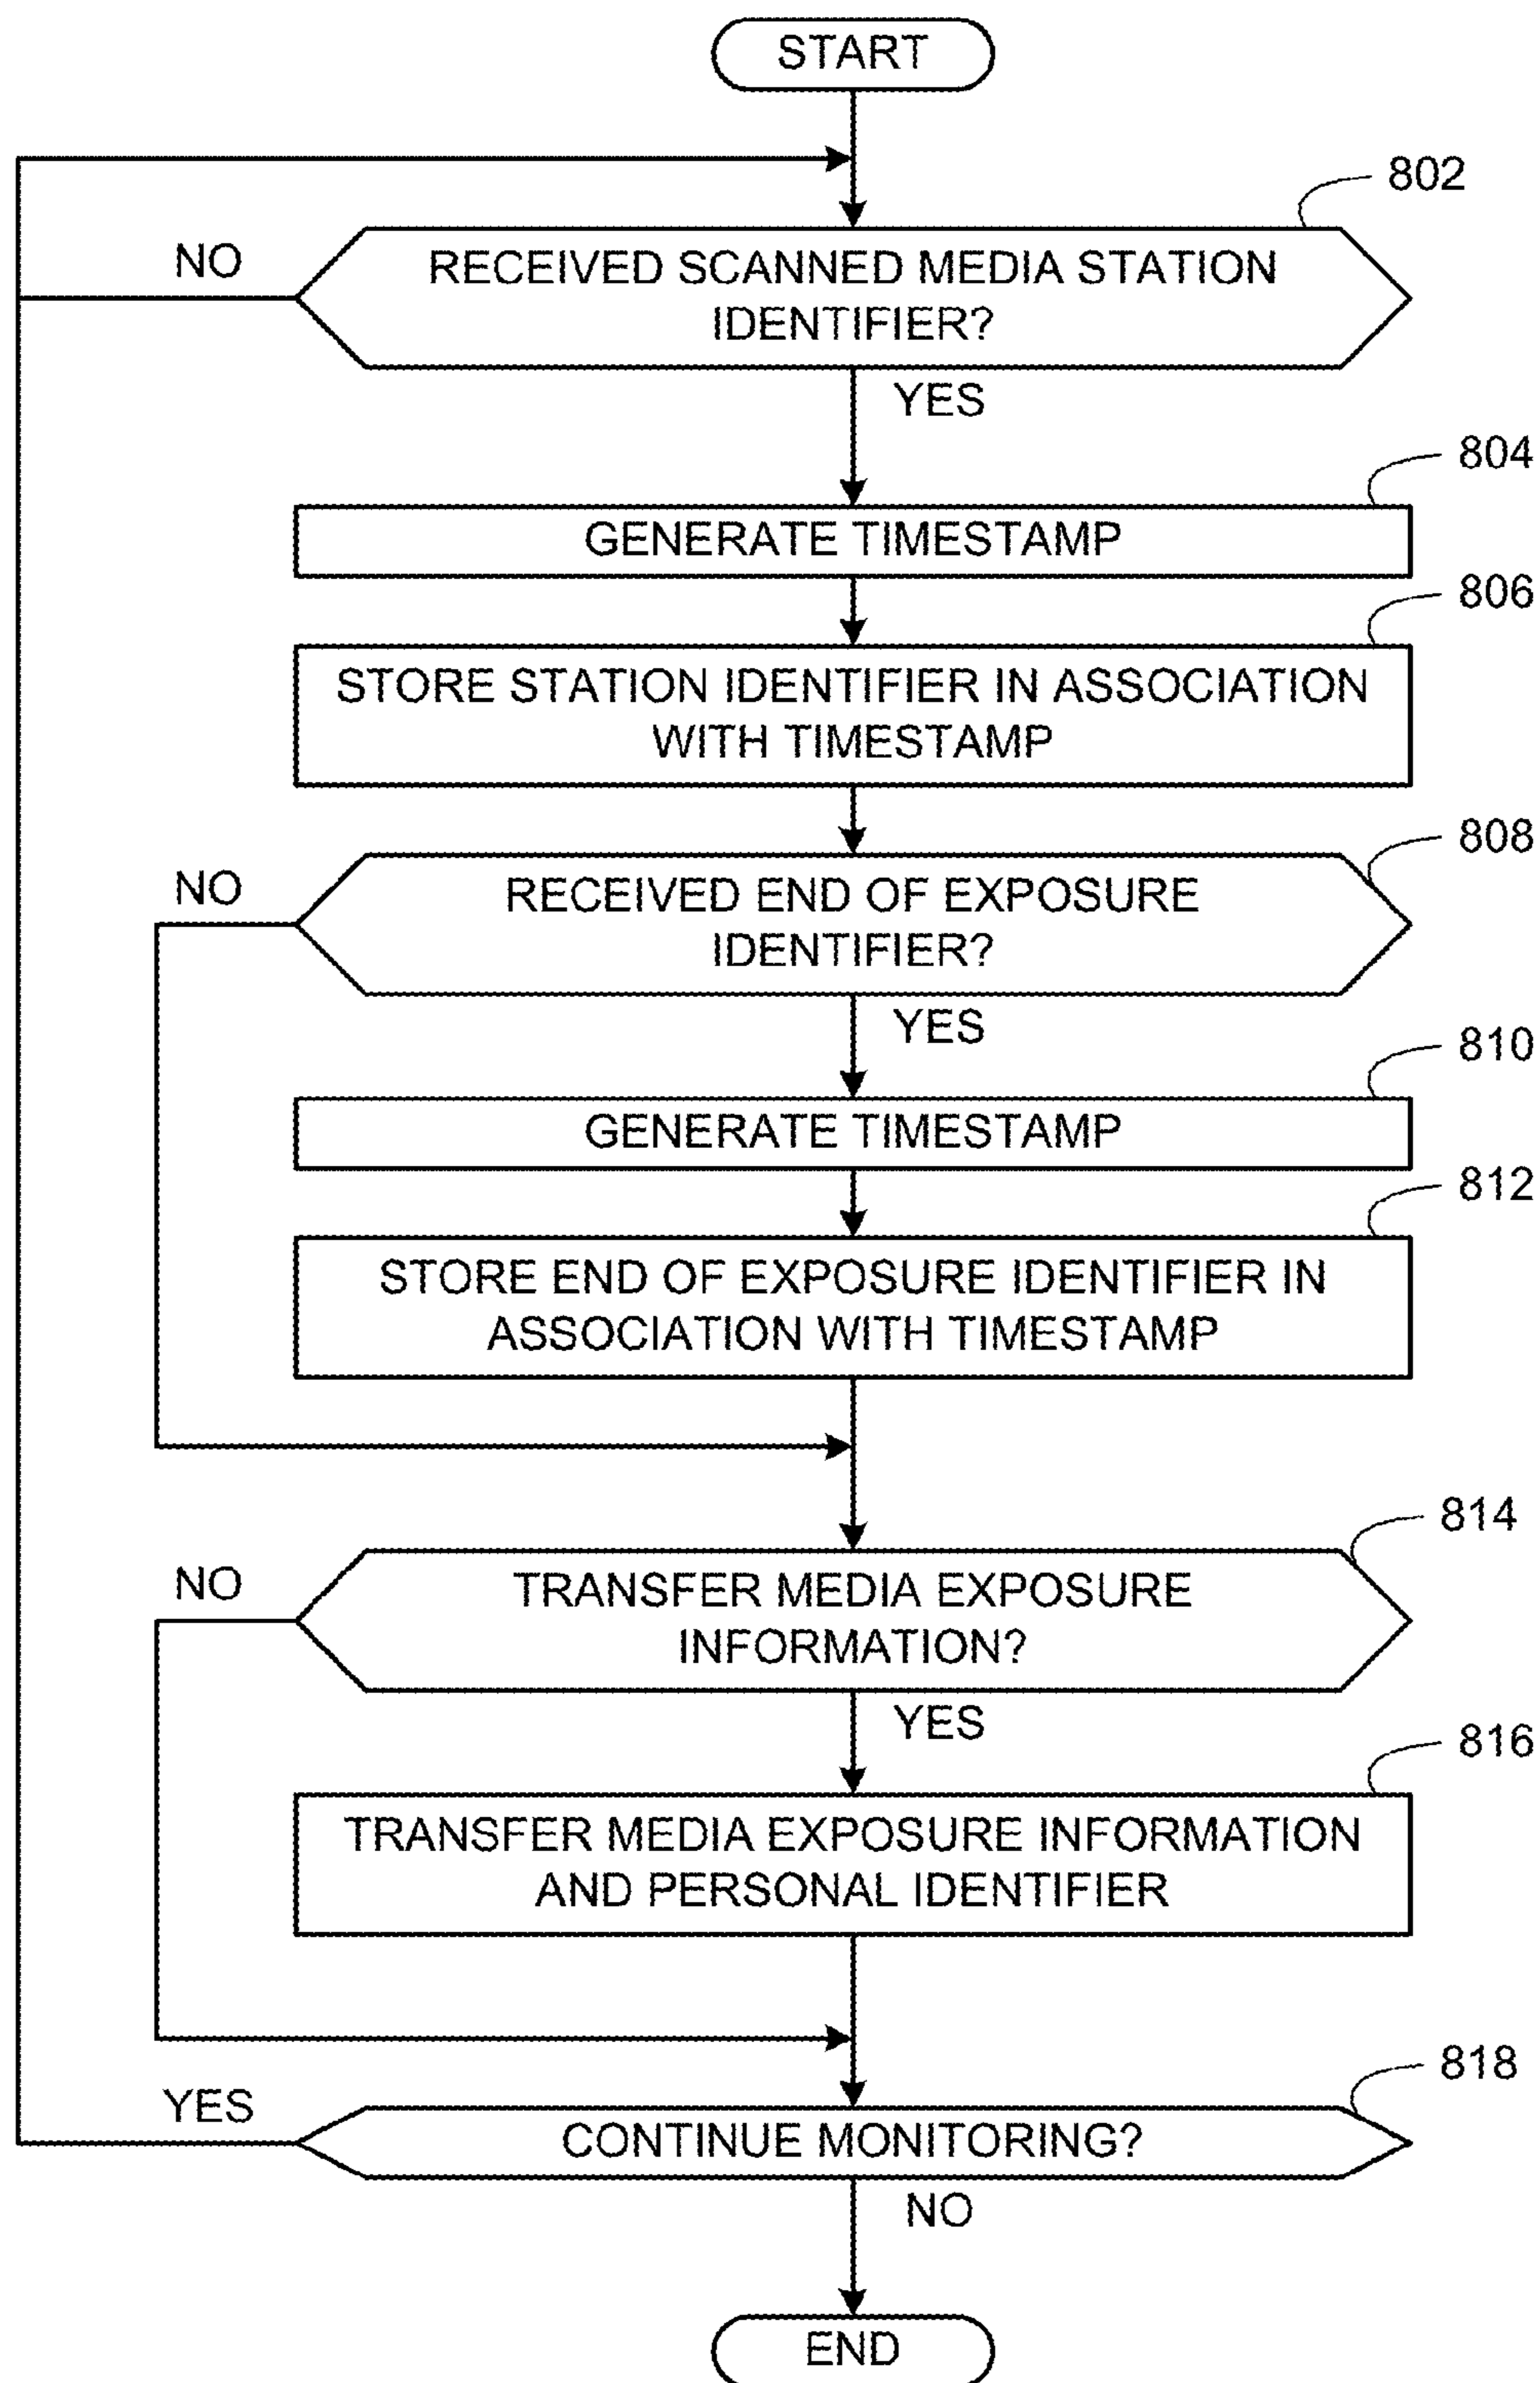 START
802
NO
RECEIVED SCANNED MEDIA STATION
IDENTIFIER?
YES
804
GENERATE TIMESTAMP
806
STORE STATION IDENTIFIER IN ASSOCIATION
WITH TIMESTAMP
808
NO
RECEIVED END OF EXPOSURE
IDENTIFIER?
YES
810
GENERATE TIMESTAMP
812
STORE END OF EXPOSURE IDENTIFIER IN
ASSOCIATION WITH TIMESTAMP
814
NO
TRANSFER MEDIA EXPOSURE
INFORMATION?
YES
816
TRANSFER MEDIA EXPOSURE INFORMATION
AND PERSONAL IDENTIFIER
818
YES
CONTINUE MONITORING?
NO
END